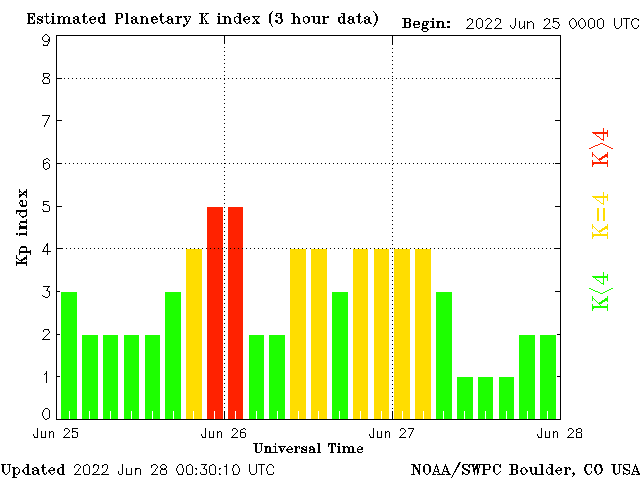 Estimated Planetary K index (3 hour data) Begin: 2022 Jun 25 0000 UTC
9
8
7
6
5
4
3
2
1
0
Kp index
K>4
K=4
K<4
Jun 25 Jun 26 Jun 27 Jun 28
Universal Time
Updated 2022 Jun 28 00:30:10 UTC NOAA/SWPC Boulder, CO USA